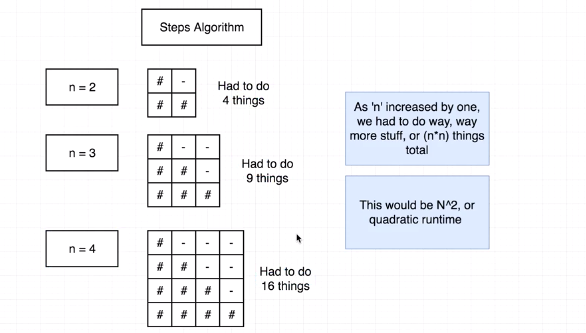 Steps Algorithm
n = 2
# -
# #
Had to do
4 things
n = 3
# - -
# # -
# # #
Had to do
9 things
n = 4
# - - -
# # - -
# # # -
# # # #
Had to do
16 things
As 'n' increased by one,
we had to do way, way
more stuff, or (n*n) things
total
This would be N^2, or
quadratic runtime